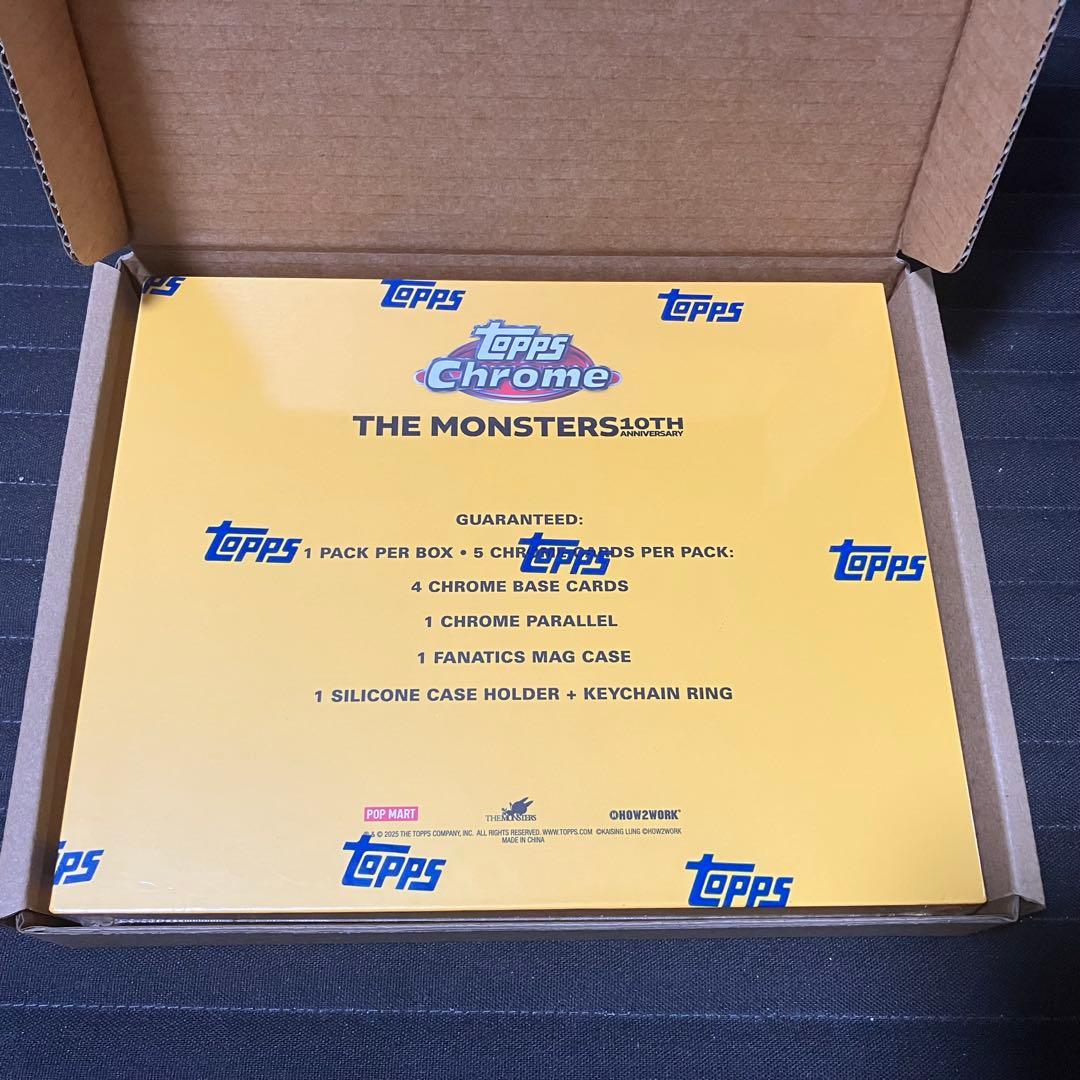 TOPPS
TOPPS
TOPPS
TOPPS
Chrome
THE MONSTERS 10TH
ANNIVERSARY
GUARANTEED:
TOPPS
1 PACK PER BOX • 5 CHROME CARDS PER PACK:
TOPPS
TOPPS
4 CHROME BASE CARDS
1 CHROME PARALLEL
1 FANATICS MAG CASE
1 SILICONE CASE HOLDER + KEYCHAIN RING
POP MART
THE MONSTERS
HOW2WORK
® & © 2025 THE TOPPS COMPANY, INC. ALL RIGHTS RESERVED. WWW.TOPPS.COM ©KAISING LUNG ©HOW2WORK
MADE IN CHINA
PPS
TOPPS
TOPPS